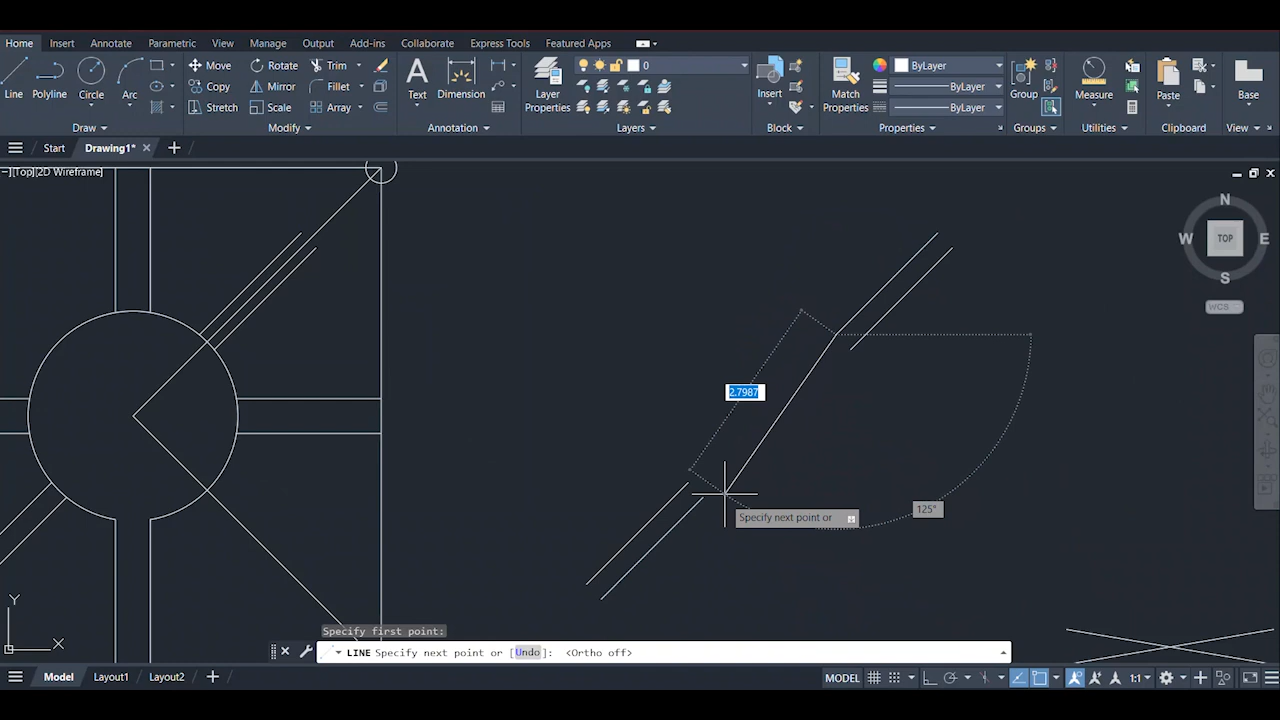 Home Insert Annotate Parametric View Manage Output Add-ins Collaborate Express Tools Featured Apps
Line Polyline Circle Arc
Move Rotate Trim
Copy Mirror Fillet
Stretch Scale Array
Text Dimension
Layer Properties
0
Insert
Match Properties
ByLayer
ByLayer
ByLayer
Group
Measure
Paste
Base
Draw Modify Annotation Layers Block Properties Groups Utilities Clipboard View
Start Drawing1* +
−][Top][2D Wireframe]
N
W TOP E
S
WCS
2.7987
125°
Specify next point or
Y
X
Specify first point:
LINE Specify next point or [Undo]: <Ortho off>
Model Layout1 Layout2 + MODEL 1:1